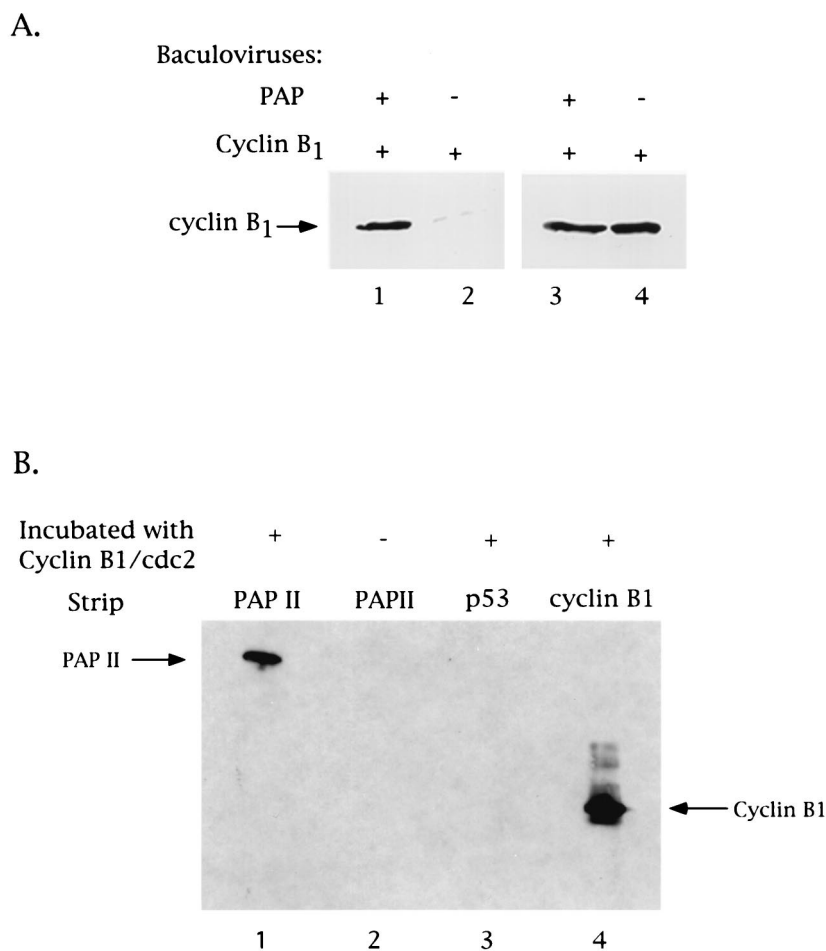 A.
Baculoviruses:
PAP + - + -
Cyclin B1 + + + +
cyclin B1
1 2 3 4
B.
Incubated with
Cyclin B1/cdc2 + - + +
Strip PAP II PAPII p53 cyclin B1
PAP II
Cyclin B1
1 2 3 4